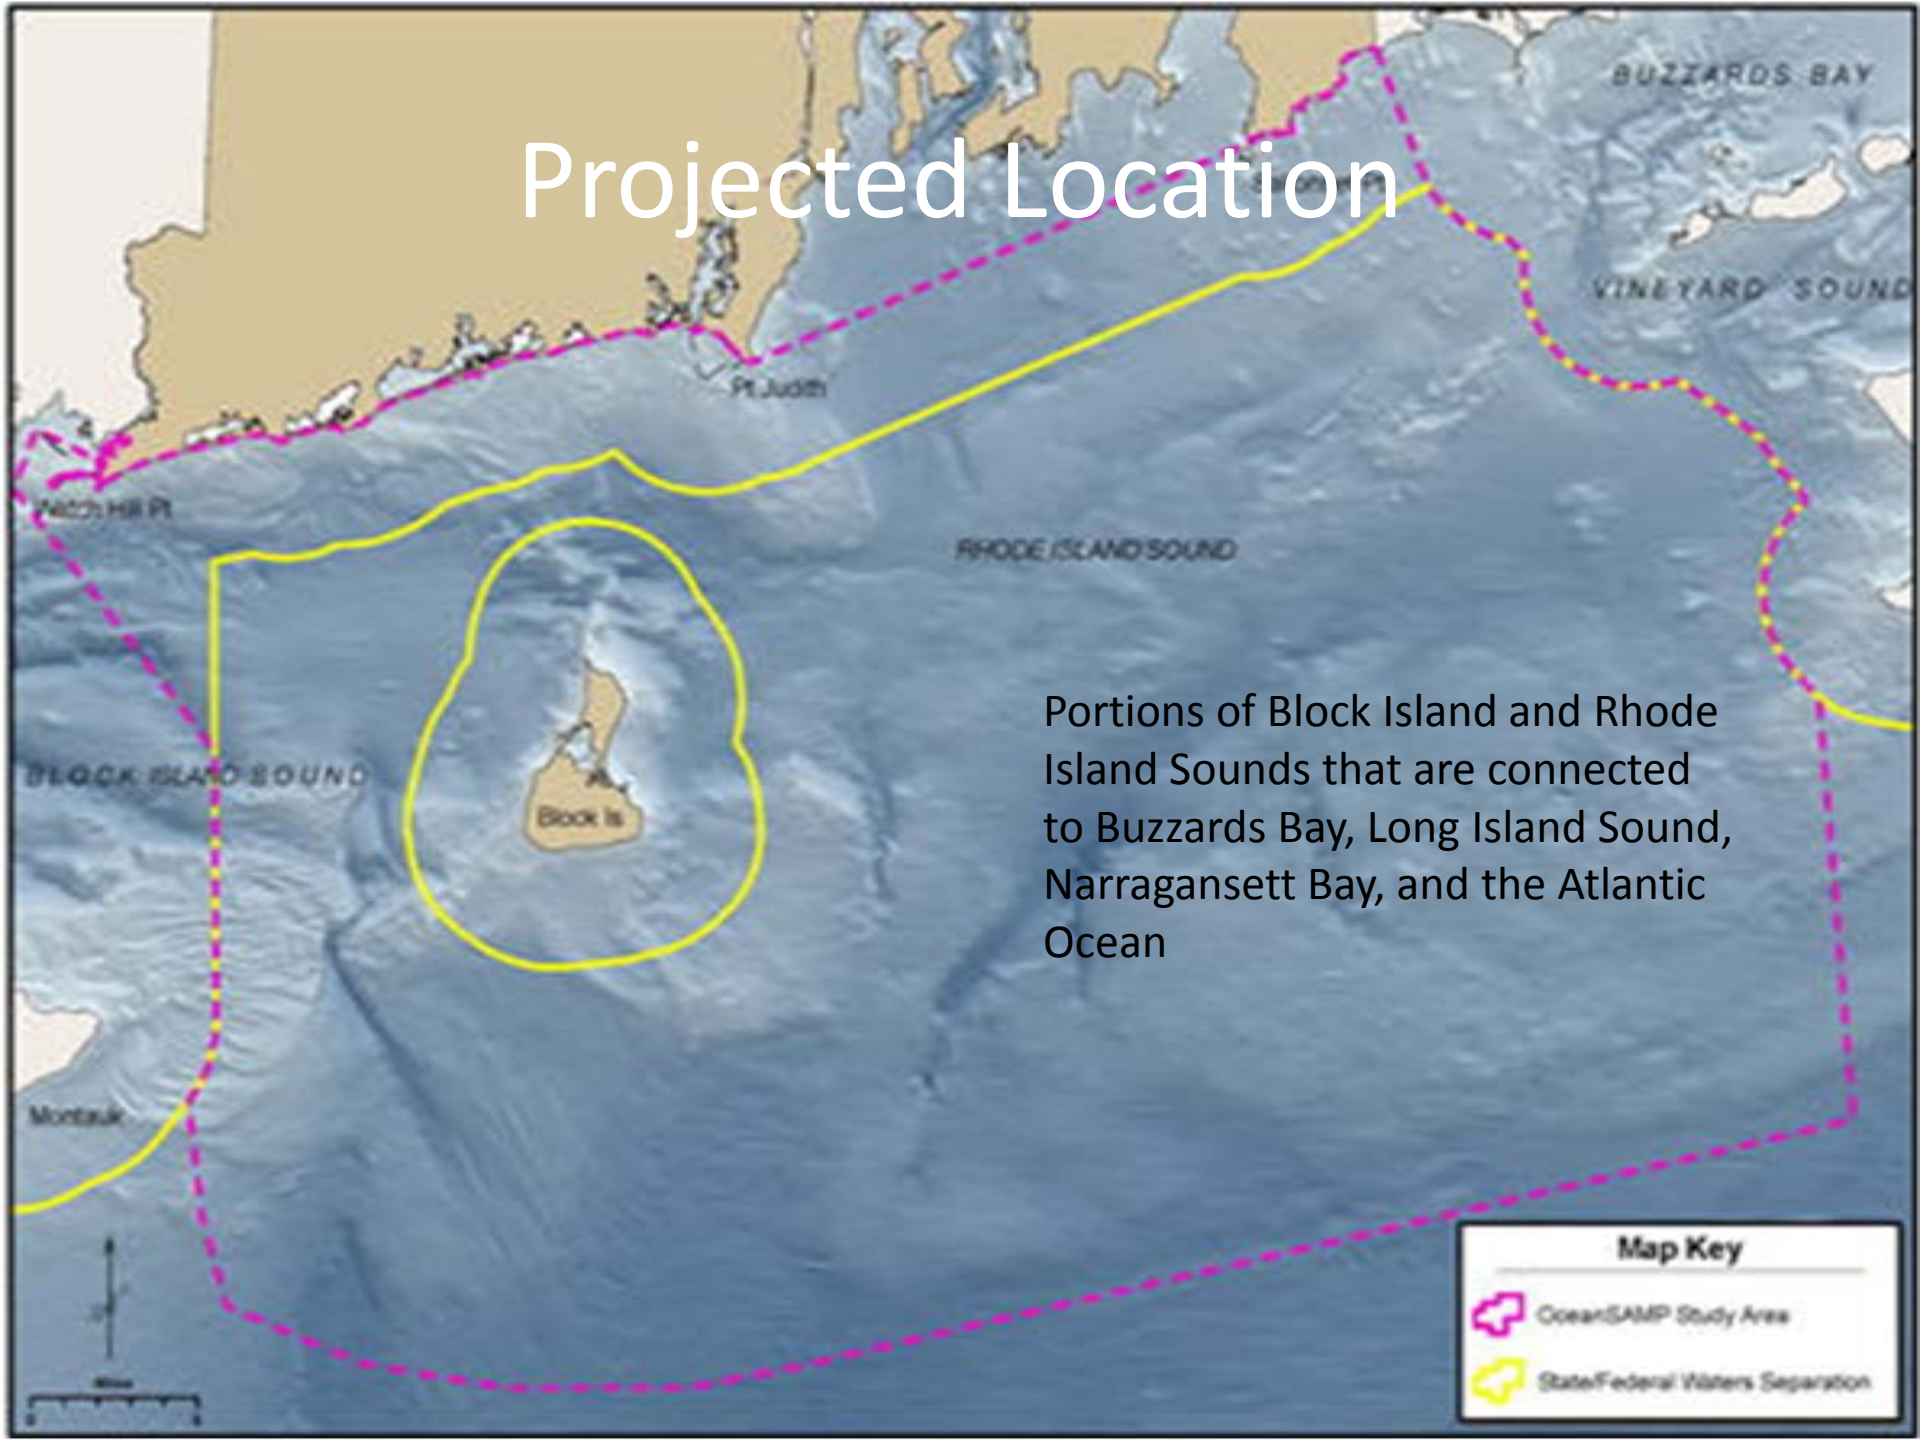 BUZZARDS BAY
Projected Location
VINEYARD SOUND
Pt Judith
Watch Hill Pt
RHODE ISLAND SOUND
Portions of Block Island and Rhode
Island Sounds that are connected
to Buzzards Bay, Long Island Sound,
Narragansett Bay, and the Atlantic
Ocean
BLOCK ISLAND SOUND
Block Is
Montauk
Map Key
OceanSAMP Study Area
State/Federal Waters Separation
Miles
0